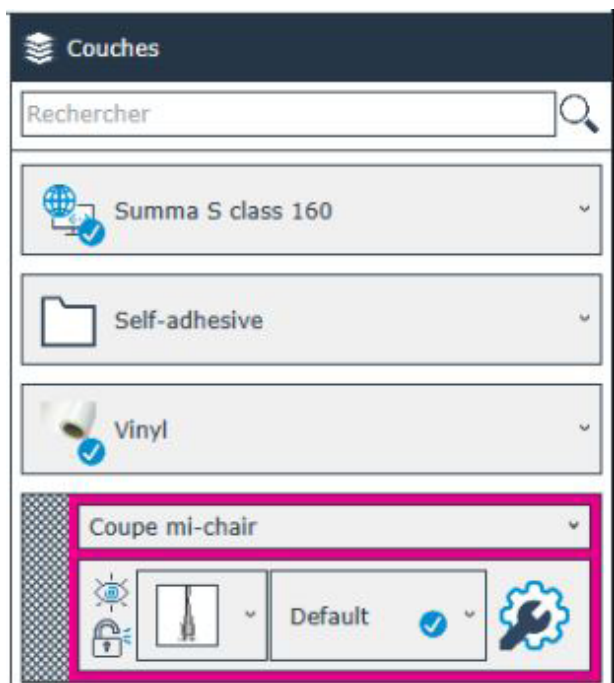 Couches
Rechercher
Summa S class 160
Self-adhesive
Vinyl
Coupe mi-chair
Default